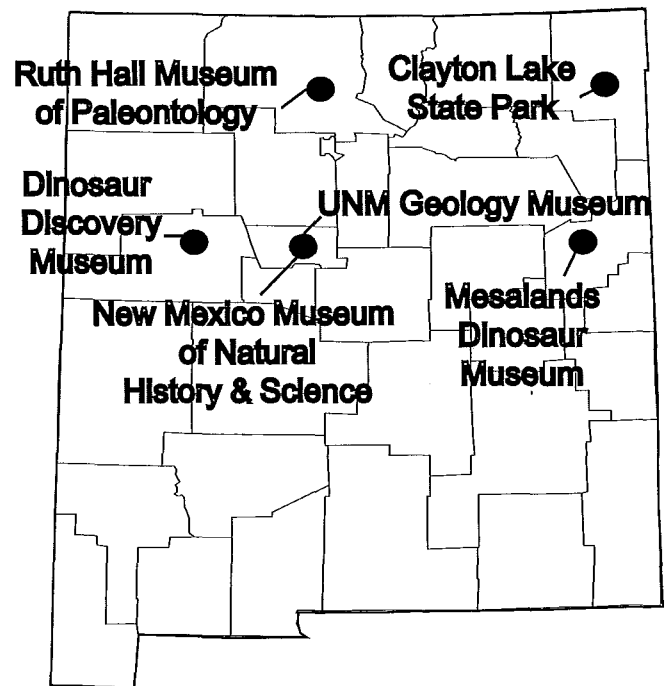 Ruth Hall Museum
of Paleontology
Clayton Lake
State Park
Dinosaur
Discovery
Museum
UNM Geology Museum
New Mexico Museum
of Natural
History & Science
Mesalands
Dinosaur
Museum